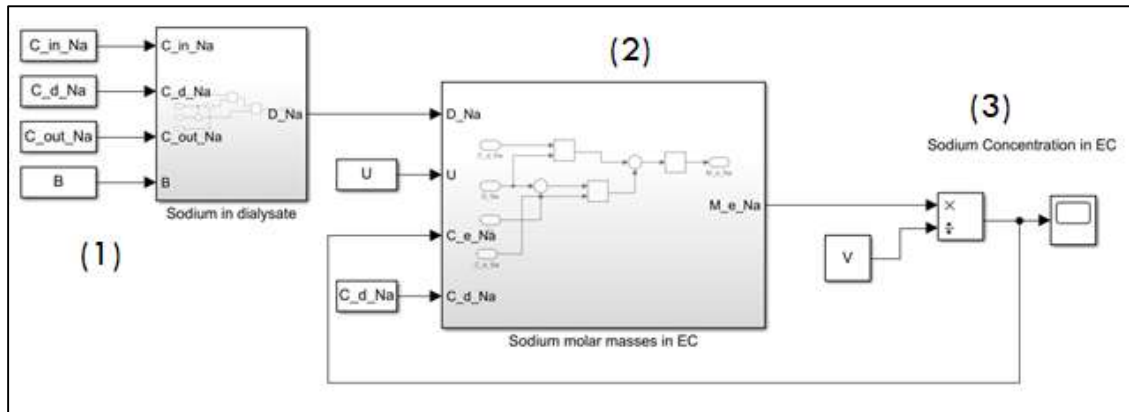 C_in_Na
C_d_Na
C_out_Na
B
C_in_Na
C_d_Na
C_out_Na
B
D_Na
Sodium in dialysate
(1)
(2)
U
C_d_Na
D_Na
U
C_e_Na
C_d_Na
M_e_Na
Sodium molar masses in EC
(3)
Sodium Concentration in EC
V
×
÷